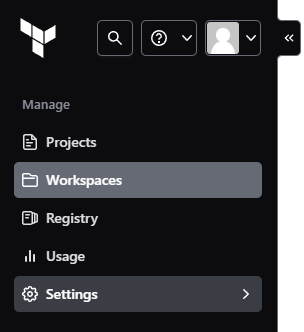 Manage
Projects
Workspaces
Registry
Usage
Settings